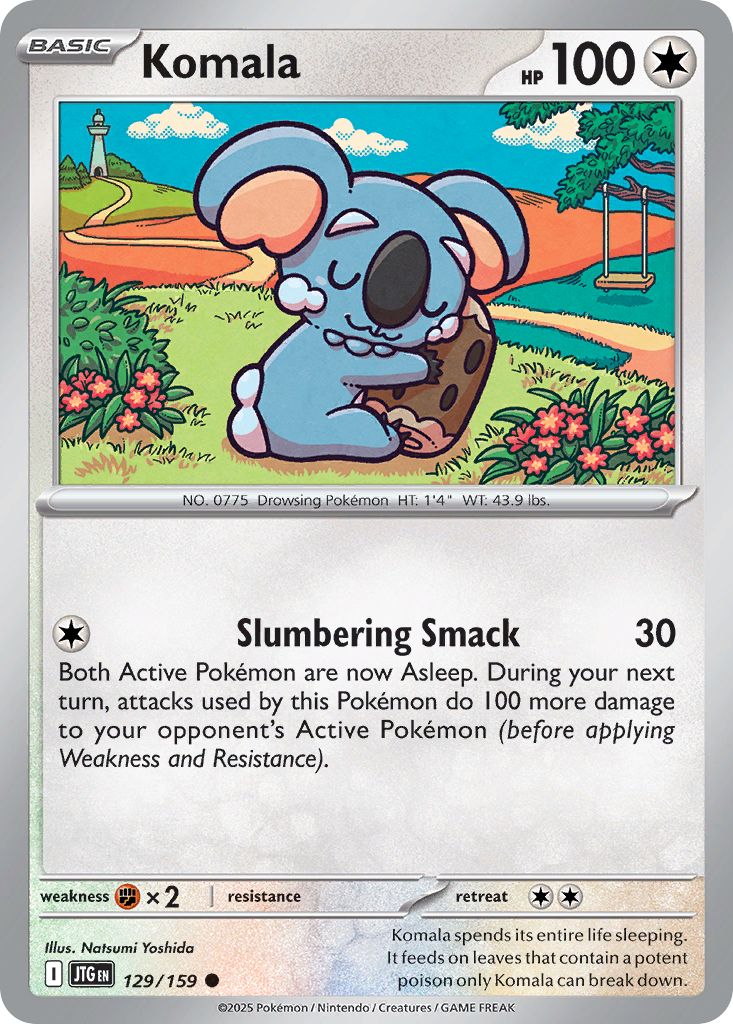 BASIC
Komala
HP 100
NO. 0775 Drowsing Pokémon HT: 1'4" WT: 43.9 lbs.
Slumbering Smack 30
Both Active Pokémon are now Asleep. During your next
turn, attacks used by this Pokémon do 100 more damage
to your opponent's Active Pokémon (before applying
Weakness and Resistance).
weakness ×2 resistance retreat
Illus. Natsumi Yoshida
Komala spends its entire life sleeping.
It feeds on leaves that contain a potent
poison only Komala can break down.
I JTG EN 129/159
©2025 Pokémon / Nintendo / Creatures / GAME FREAK